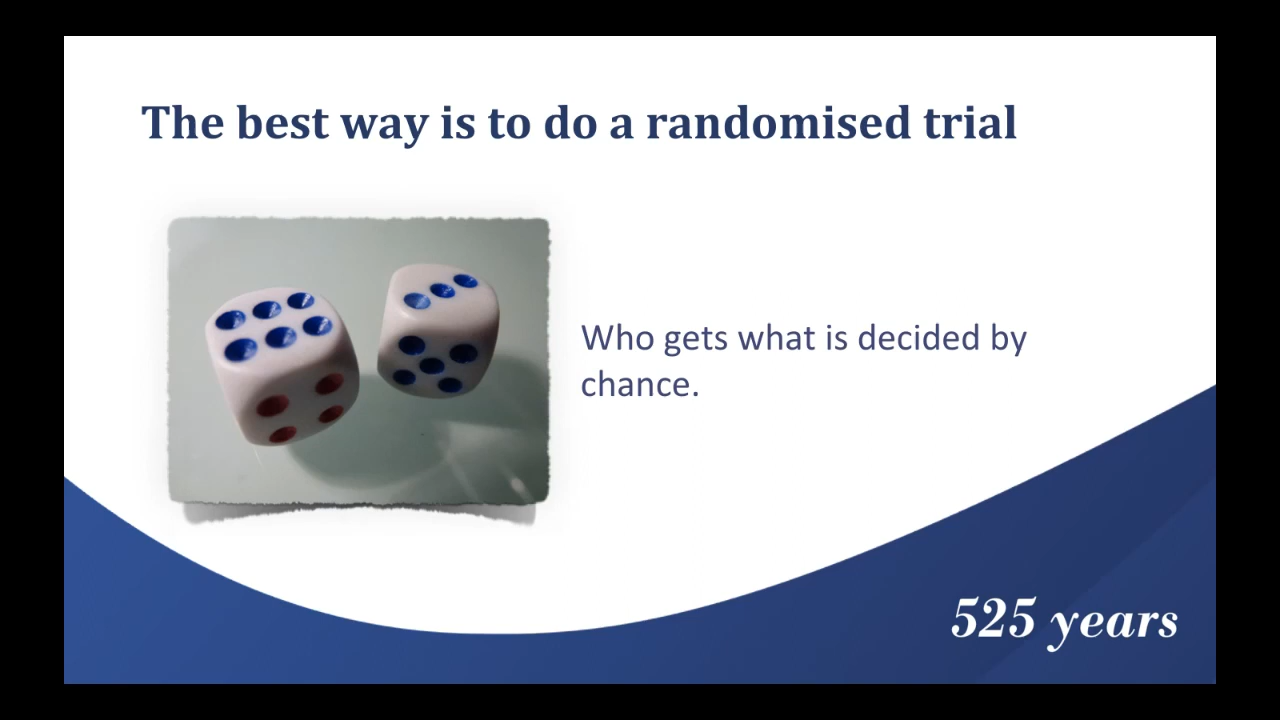 The best way is to do a randomised trial
Who gets what is decided by
chance.
525 years